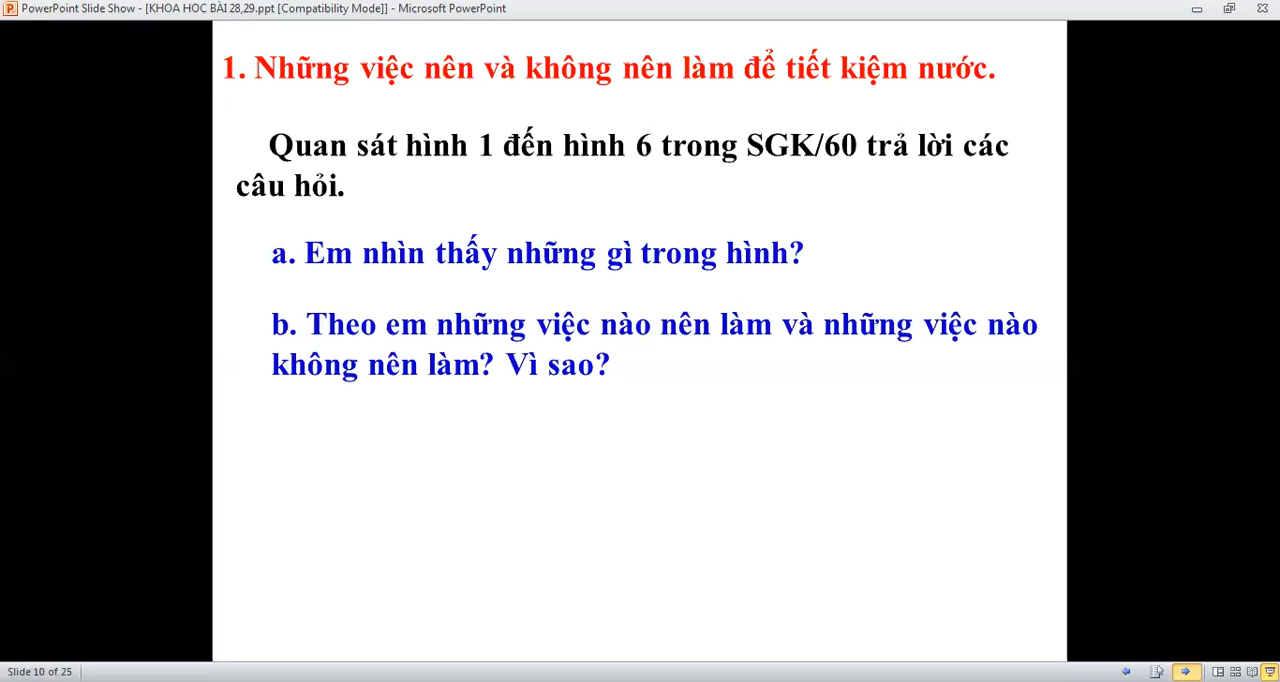 PowerPoint Slide Show - [KHOA HOC BÀI 28,29.ppt [Compatibility Mode]] - Microsoft PowerPoint
1. Những việc nên và không nên làm để tiết kiệm nước.
Quan sát hình 1 đến hình 6 trong SGK/60 trả lời các
câu hỏi.
a. Em nhìn thấy những gì trong hình?
b. Theo em những việc nào nên làm và những việc nào
không nên làm? Vì sao?
Slide 10 of 25